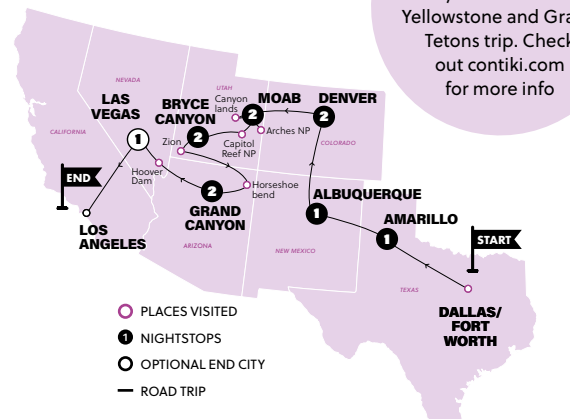 Yellowstone and Gra
Tetons trip. Check
out contiki.com
for more info
NEVADA
UTAH
CALIFORNIA
COLORADO
ARIZONA
NEW MEXICO
TEXAS
LAS
VEGAS
1
BRYCE
CANYON
2
Canyon
lands
MOAB
2
DENVER
2
Arches NP
Capitol
Reef NP
Zion
Hoover
Dam
Horseshoe
bend
2
GRAND
CANYON
END
LOS
ANGELES
ALBUQUERQUE
1
AMARILLO
1
START
DALLAS/
FORT
WORTH
PLACES VISITED
1 NIGHTSTOPS
OPTIONAL END CITY
ROAD TRIP